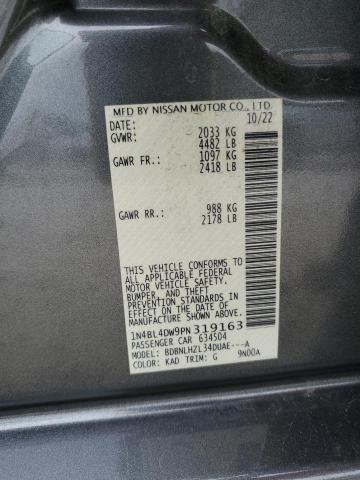 MFD BY NISSAN MOTOR CO., LTD.
DATE: 10/22
GVWR: 2033 KG
4482 LB
GAWR FR.: 1097 KG
2418 LB
GAWR RR.: 988 KG
2178 LB
THIS VEHICLE CONFORMS TO
ALL APPLICABLE FEDERAL
MOTOR VEHICLE SAFETY,
BUMPER, AND THEFT
PREVENTION STANDARDS IN
EFFECT ON THE DATE OF
MANUFACTURE SHOWN ABOVE.
1N4BL4DW9PN319163
PASSENGER CAR 634504
MODEL: BDBNLHZL34DUAE---A
COLOR: KAD TRIM: G 9N00A